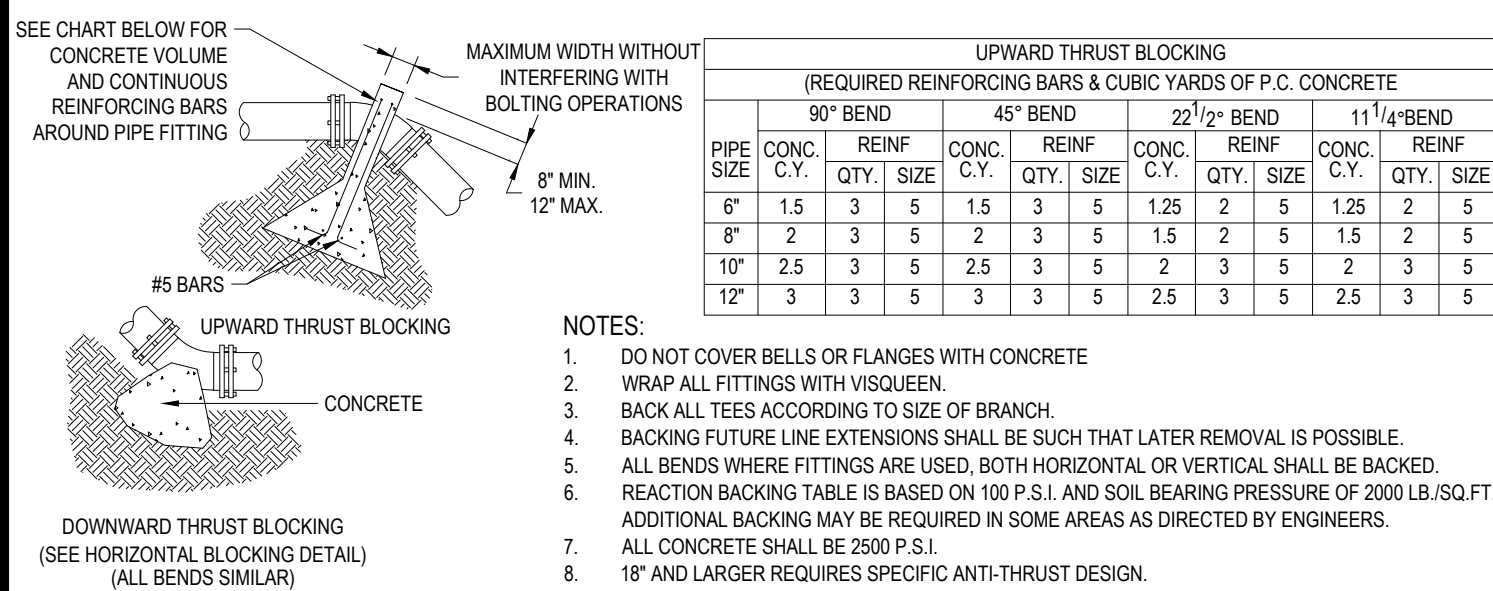 SEE CHART BELOW FOR
CONCRETE VOLUME
AND CONTINUOUS
REINFORCING BARS
AROUND PIPE FITTING
MAXIMUM WIDTH WITHOUT
INTERFERING WITH
BOLTING OPERATIONS
8" MIN.
12" MAX.
#5 BARS
UPWARD THRUST BLOCKING
CONCRETE
DOWNWARD THRUST BLOCKING
(SEE HORIZONTAL BLOCKING DETAIL)
(ALL BENDS SIMILAR)
UPWARD THRUST BLOCKING
(REQUIRED REINFORCING BARS & CUBIC YARDS OF P.C. CONCRETE
90° BEND 45° BEND 22 1/2° BEND 11 1/4° BEND
PIPE SIZE CONC. C.Y. REINF CONC. C.Y. REINF CONC. C.Y. REINF CONC. C.Y. REINF
QTY. SIZE QTY. SIZE QTY. SIZE QTY. SIZE
6" 1.5 3 5 1.5 3 5 1.25 2 5 1.25 2 5
8" 2 3 5 2 3 5 1.5 2 5 1.5 2 5
10" 2.5 3 5 2.5 3 5 2 3 5 2 3 5
12" 3 3 5 3 3 5 2.5 3 5 2.5 3 5
NOTES:
1. DO NOT COVER BELLS OR FLANGES WITH CONCRETE
2. WRAP ALL FITTINGS WITH VISQUEEN.
3. BACK ALL TEES ACCORDING TO SIZE OF BRANCH.
4. BACKING FUTURE LINE EXTENSIONS SHALL BE SUCH THAT LATER REMOVAL IS POSSIBLE.
5. ALL BENDS WHERE FITTINGS ARE USED, BOTH HORIZONTAL OR VERTICAL SHALL BE BACKED.
6. REACTION BACKING TABLE IS BASED ON 100 P.S.I. AND SOIL BEARING PRESSURE OF 2000 LB./SQ.FT.
ADDITIONAL BACKING MAY BE REQUIRED IN SOME AREAS AS DIRECTED BY ENGINEERS.
7. ALL CONCRETE SHALL BE 2500 P.S.I.
8. 18" AND LARGER REQUIRES SPECIFIC ANTI-THRUST DESIGN.